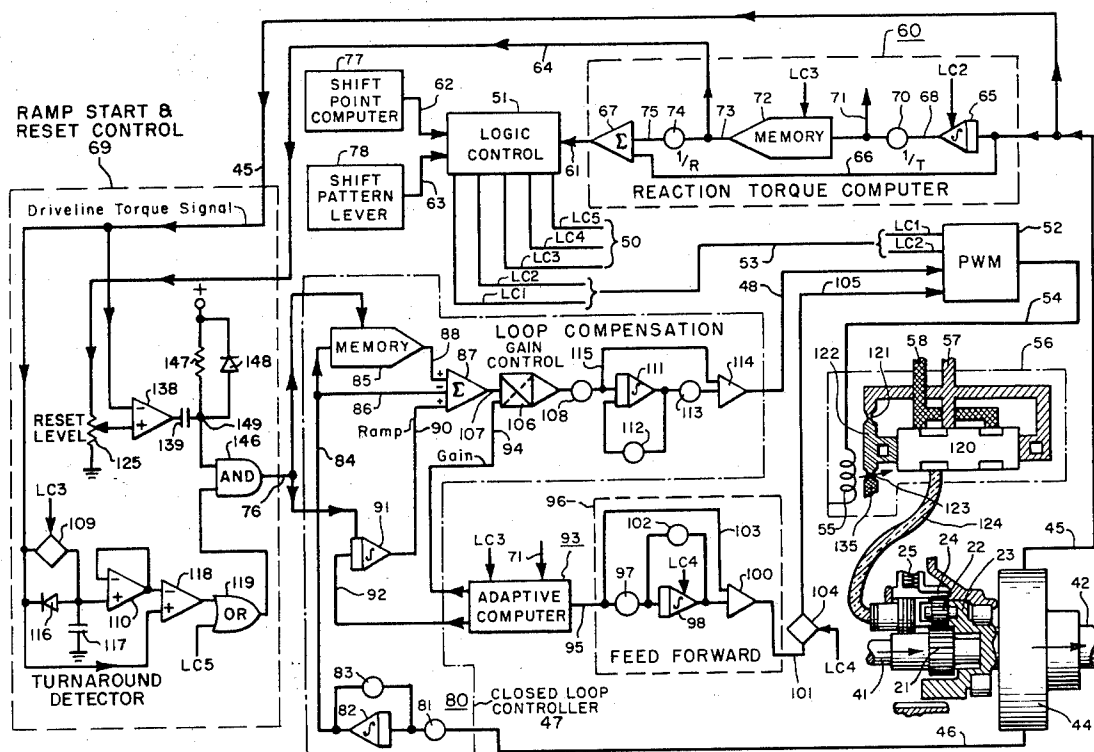 60
77
SHIFT
POINT
COMPUTER
62
64
51
LOGIC
CONTROL
78
SHIFT
PATTERN
LEVER
63
61
67
Σ
75
74
1/R
73
72
MEMORY
LC3
71
70
1/T
68
LC2
65
∫
66
REACTION TORQUE COMPUTER
RAMP START &
RESET CONTROL
69
45
Driveline Torque Signal
LC5
LC4
LC3
LC2
LC1
50
53
LC1
LC2
52
PWM
48
105
54
147
148
149
138
139
RESET
LEVEL
125
146
AND
76
LC3
109
116
110
117
118
119
OR
LC5
TURNAROUND
DETECTOR
LOOP COMPENSATION
GAIN
CONTROL
MEMORY
85
88
87
Σ
+
-
+
86
84
Ramp
90
107
106
94
Gain
108
115
111
∫
112
113
114
91
∫
92
LC3
71
93
ADAPTIVE
COMPUTER
95
96
97
102
LC4
∫
98
103
100
FEED FORWARD
101
104
LC4
83
82
∫
81
80
CLOSED LOOP
CONTROLLER
47
46
122
121
58
57
56
120
55
135
123
124
25
24
22
23
45
42
41
21
44